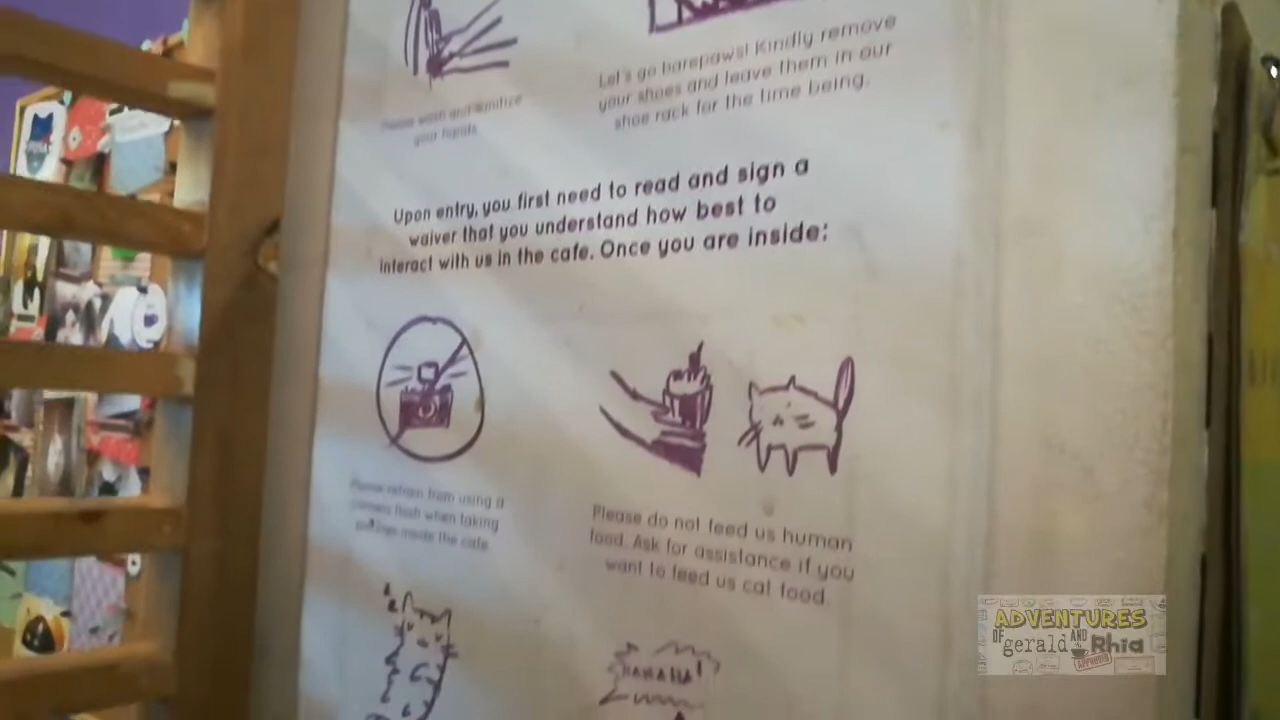 Please wash and sanitize
your hands
Let's go barepaws! Kindly remove
your shoes and leave them in our
shoe rack for the time being.
Upon entry, you first need to read and sign a
waiver that you understand how best to
interact with us in the cafe. Once you are inside:
Please refrain from using a
camera flash when taking
pictures inside the cafe.
Please do not feed us human
food. Ask for assistance if you
want to feed us cat food.
HAHAHA!
ADVENTURES
OF gerald AND Rhia